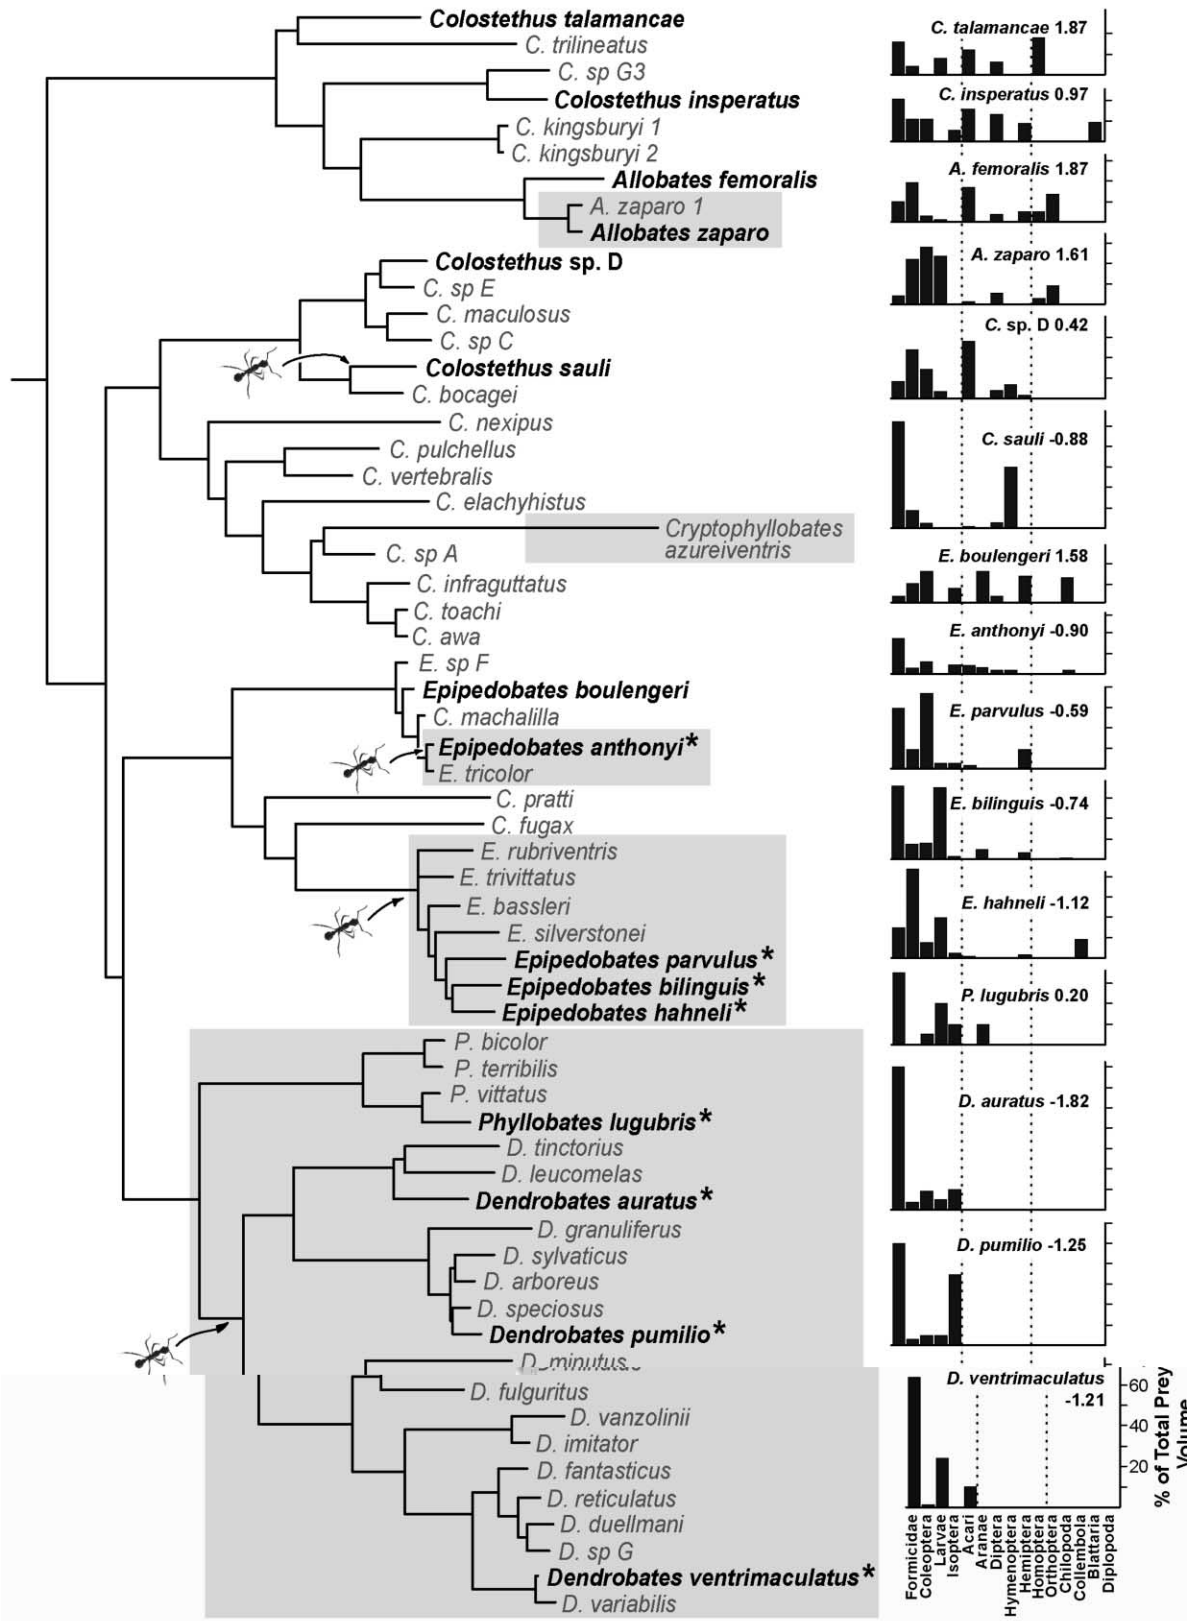 Colostethus talamancae
C. trilineatus
C. sp G3
Colostethus insperatus
C. kingsburyi 1
C. kingsburyi 2
Allobates femoralis
A. zaparo 1
Allobates zaparo
Colostethus sp. D
C. sp E
C. maculosus
C. sp C
Colostethus sauli
C. bocagei
C. nexipus
C. pulchellus
C. vertebralis
C. elachyhistus
Cryptophyllobates
azureiventris
C. sp A
C. infraguttatus
C. toachi
C. awa
E. sp F
Epipedobates boulengeri
C. machalilla
Epipedobates anthonyi*
E. tricolor
C. pratti
C. fugax
E. rubriventris
E. trivittatus
E. bassleri
E. silverstonei
Epipedobates parvulus*
Epipedobates bilinguis*
Epipedobates hahneli*
P. bicolor
P. terribilis
P. vittatus
Phyllobates lugubris*
D. tinctorius
D. leucomelas
Dendrobates auratus*
D. granuliferus
D. sylvaticus
D. arboreus
D. speciosus
Dendrobates pumilio*
D. minutus
D. fulguritus
D. vanzolinii
D. imitator
D. fantasticus
D. reticulatus
D. duellmani
D. sp G
Dendrobates ventrimaculatus*
D. variabilis
C. talamancae 1.87
C. insperatus 0.97
A. femoralis 1.87
A. zaparo 1.61
C. sp. D 0.42
C. sauli -0.88
E. boulengeri 1.58
E. anthonyi -0.90
E. parvulus -0.59
E. bilinguis -0.74
E. hahneli -1.12
P. lugubris 0.20
D. auratus -1.82
D. pumilio -1.25
D. ventrimaculatus
-1.21
60
40
20
% of Total Prey
Volume
Formicidae
Coleoptera
Larvae
Isoptera
Acari
Aranae
Diptera
Hymenoptera
Hemiptera
Homoptera
Orthoptera
Chilopoda
Collembola
Blattaria
Diplopoda